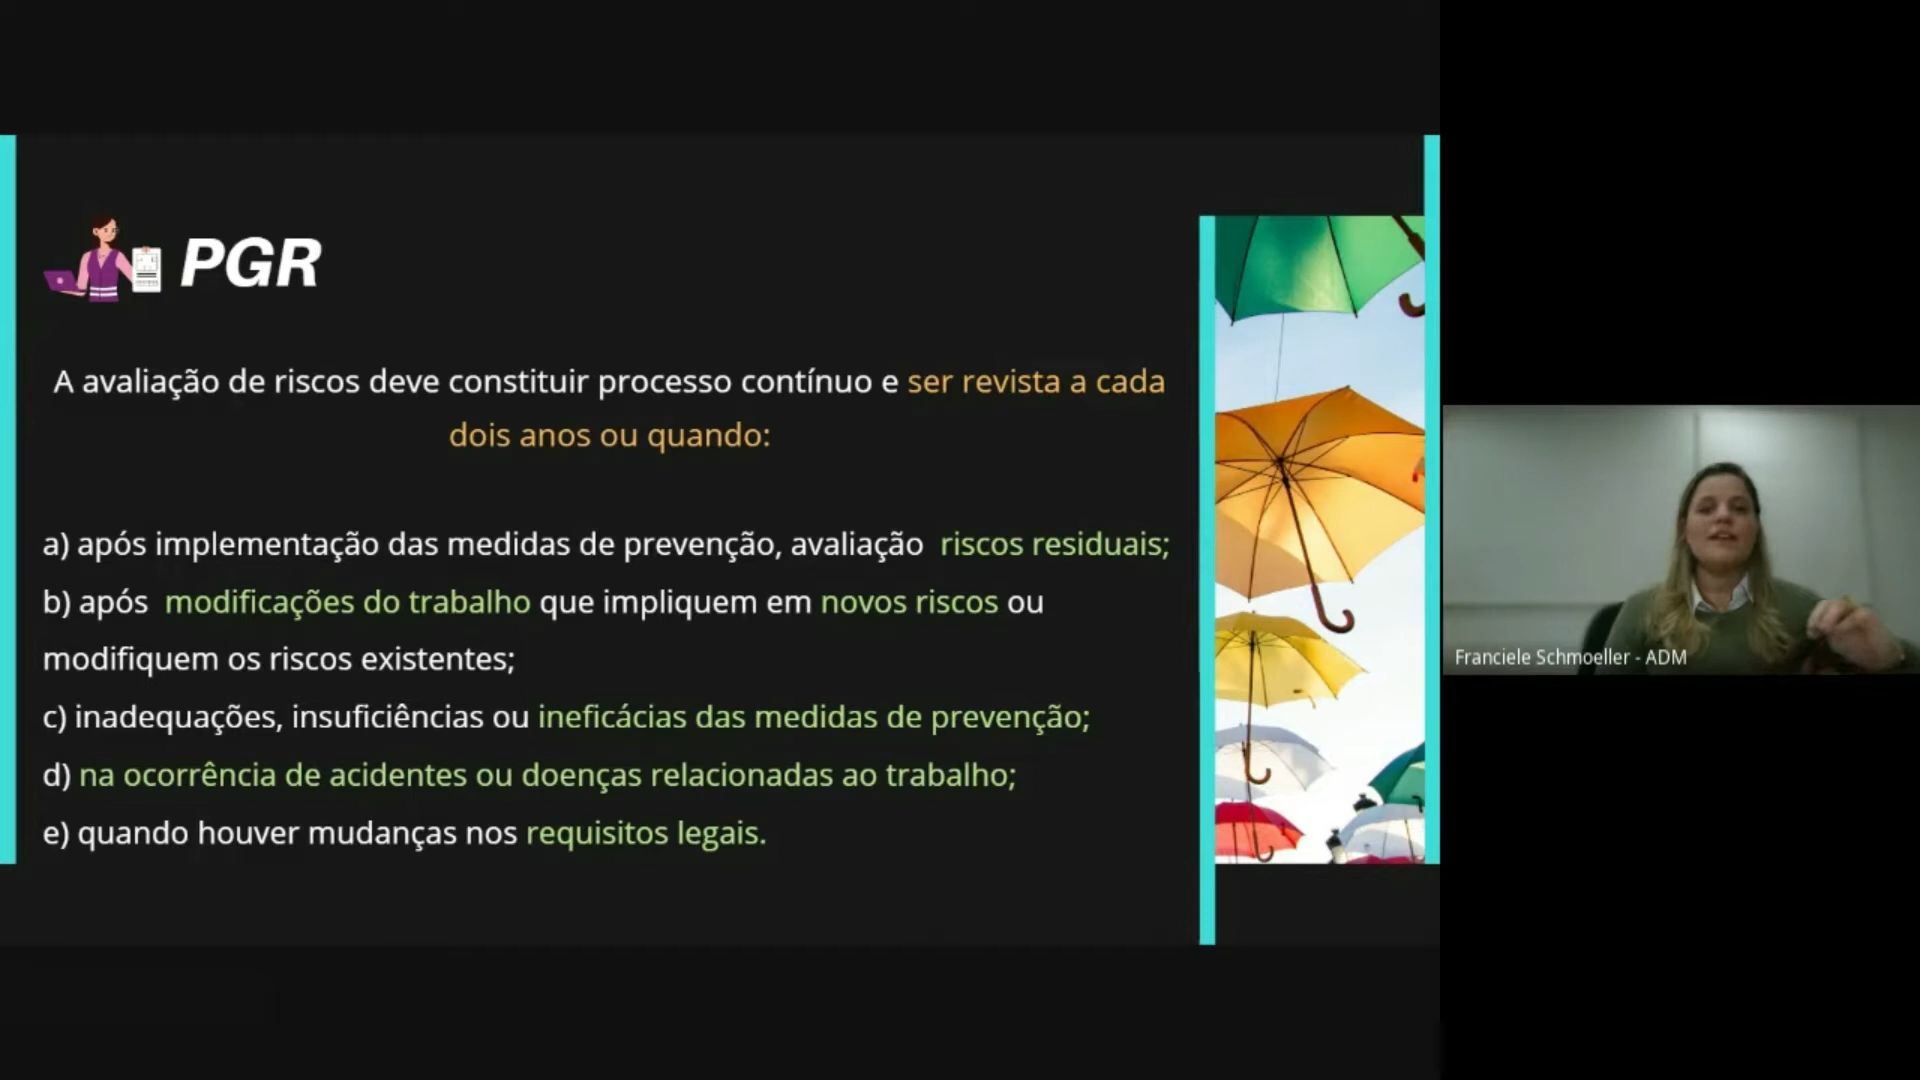 PGR
A avaliação de riscos deve constituir processo contínuo e ser revista a cada
dois anos ou quando:
a) após implementação das medidas de prevenção, avaliação riscos residuais;
b) após modificações do trabalho que impliquem em novos riscos ou
modifiquem os riscos existentes;
c) inadequações, insuficiências ou ineficácias das medidas de prevenção;
d) na ocorrência de acidentes ou doenças relacionadas ao trabalho;
e) quando houver mudanças nos requisitos legais.
Franciele Schmoeller - ADM